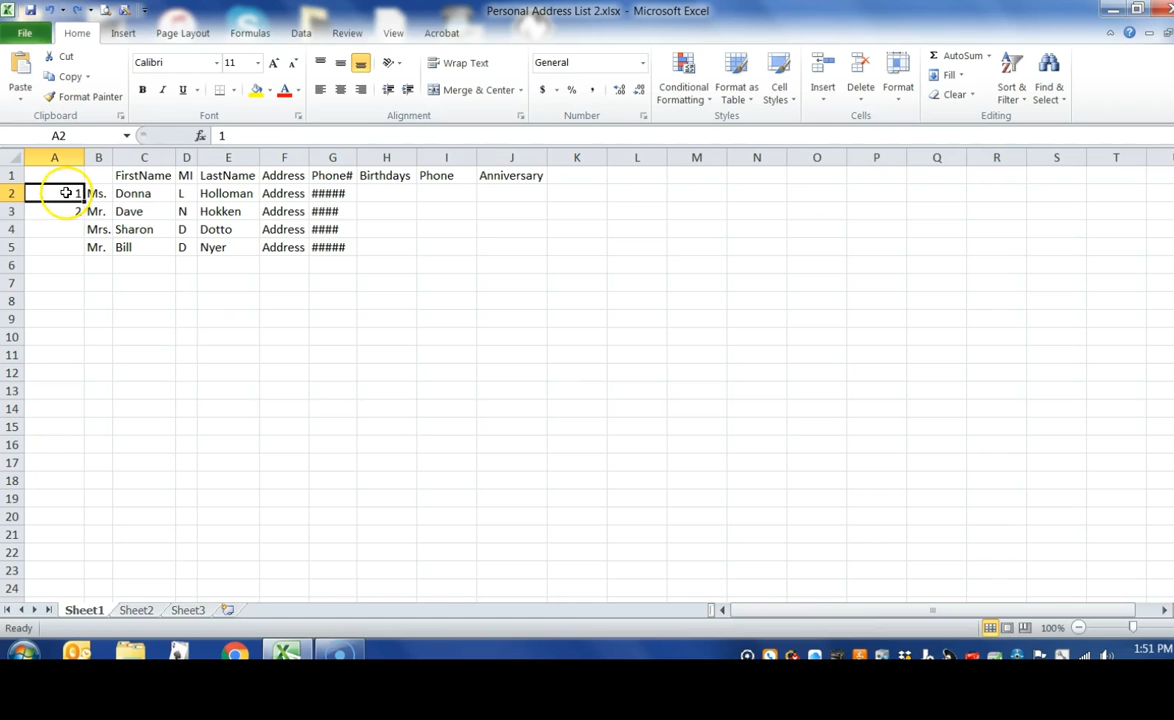 Personal Address List 2.xlsx - Microsoft Excel
File Home Insert Page Layout Formulas Data Review View Acrobat
Paste Cut Copy Format Painter
Calibri 11 B I U A
Wrap Text Merge & Center
General $ % ,
Conditional Formatting Format as Table Cell Styles
Insert Delete Format
AutoSum Fill Clear Sort & Filter Find & Select
Clipboard Font Alignment Number Styles Cells Editing
A2 fx 1
A B C D E F G H I J K L M N O P Q R S T
1 FirstName MI LastName Address Phone# Birthdays Phone Anniversary
2 1 Ms. Donna L Holloman Address #####
3 2 Mr. Dave N Hokken Address ####
4 Mrs. Sharon D Dotto Address ####
5 Mr. Bill D Nyer Address #####
6
7
8
9
10
11
12
13
14
15
16
17
18
19
20
21
22
23
24
Sheet1 Sheet2 Sheet3
Ready 100%
1:51 PM